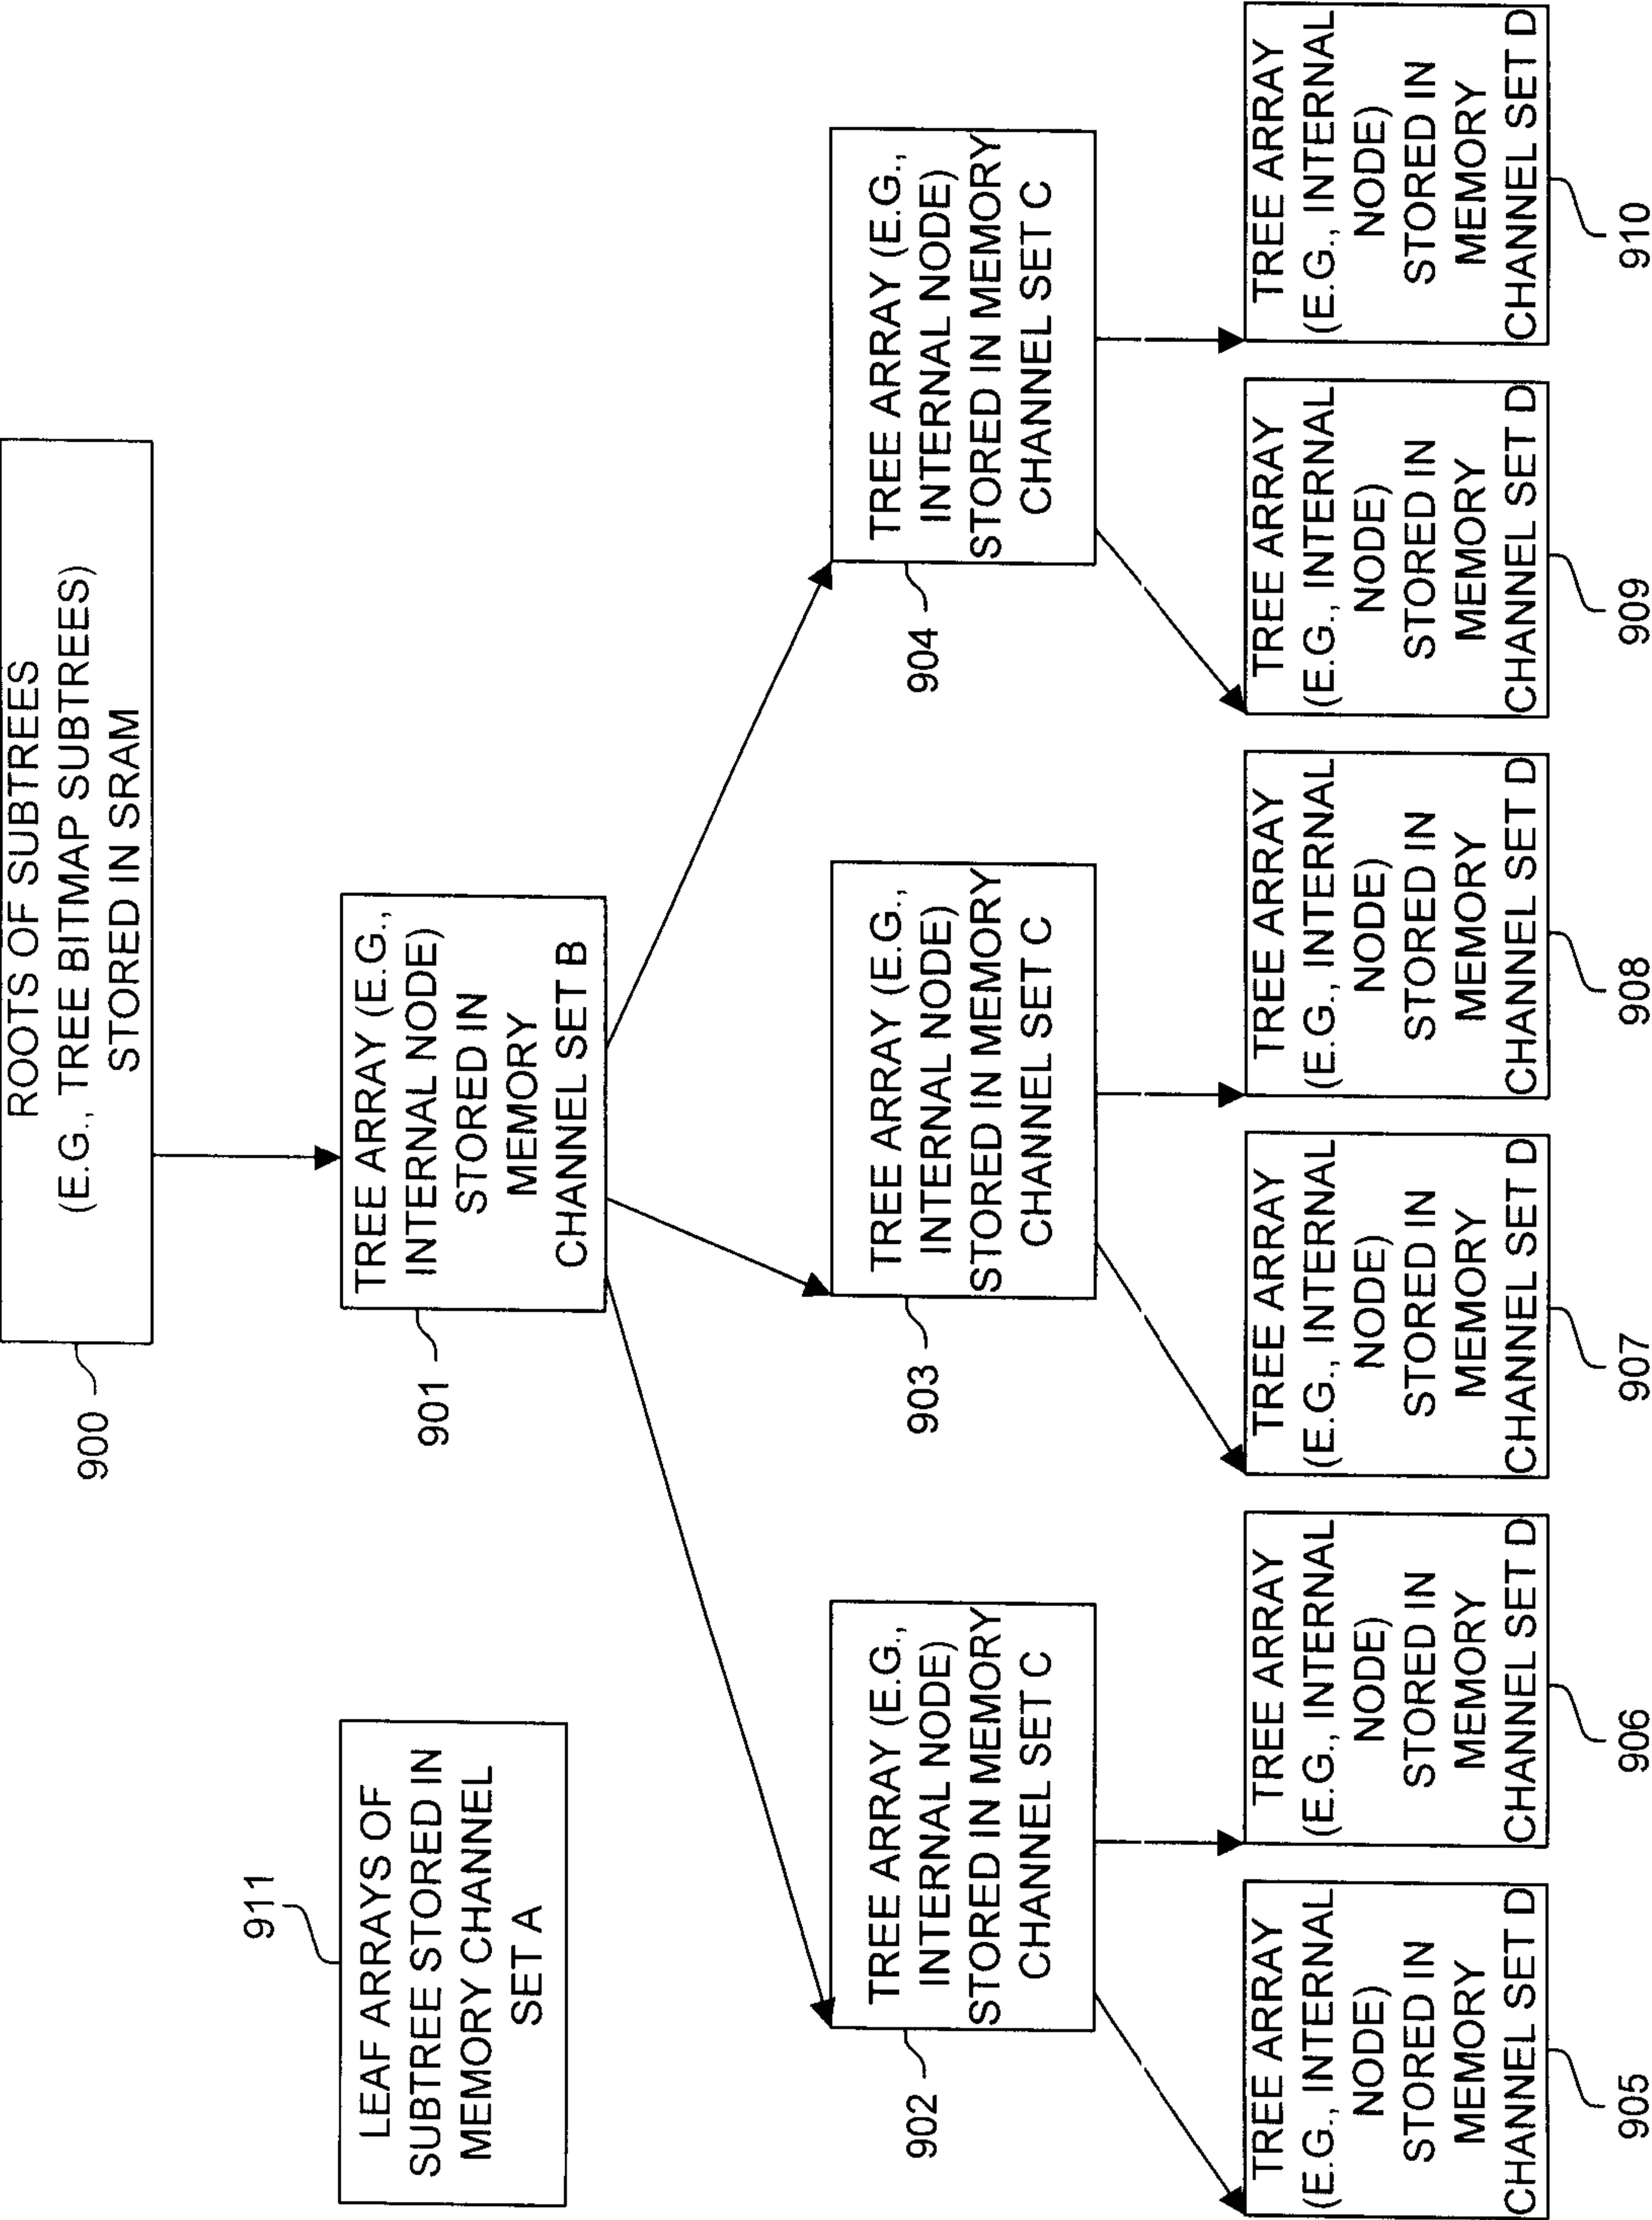 ROOTS OF SUBTREES
(E.G., TREE BITMAP SUBTREES)
STORED IN SRAM
900
911
LEAF ARRAYS OF
SUBTREE STORED IN
MEMORY CHANNEL
SET A
TREE ARRAY (E.G.,
INTERNAL NODE)
STORED IN
MEMORY
CHANNEL SET B
901
TREE ARRAY (E.G.,
INTERNAL NODE)
STORED IN MEMORY
CHANNEL SET C
902
TREE ARRAY (E.G.,
INTERNAL NODE)
STORED IN MEMORY
CHANNEL SET C
903
TREE ARRAY (E.G.,
INTERNAL NODE)
STORED IN MEMORY
CHANNEL SET C
904
TREE ARRAY
(E.G., INTERNAL
NODE)
STORED IN
MEMORY
CHANNEL SET D
905
TREE ARRAY
(E.G., INTERNAL
NODE)
STORED IN
MEMORY
CHANNEL SET D
906
TREE ARRAY
(E.G., INTERNAL
NODE)
STORED IN
MEMORY
CHANNEL SET D
907
TREE ARRAY
(E.G., INTERNAL
NODE)
STORED IN
MEMORY
CHANNEL SET D
908
TREE ARRAY
(E.G., INTERNAL
NODE)
STORED IN
MEMORY
CHANNEL SET D
909
TREE ARRAY
(E.G., INTERNAL
NODE)
STORED IN
MEMORY
CHANNEL SET D
910